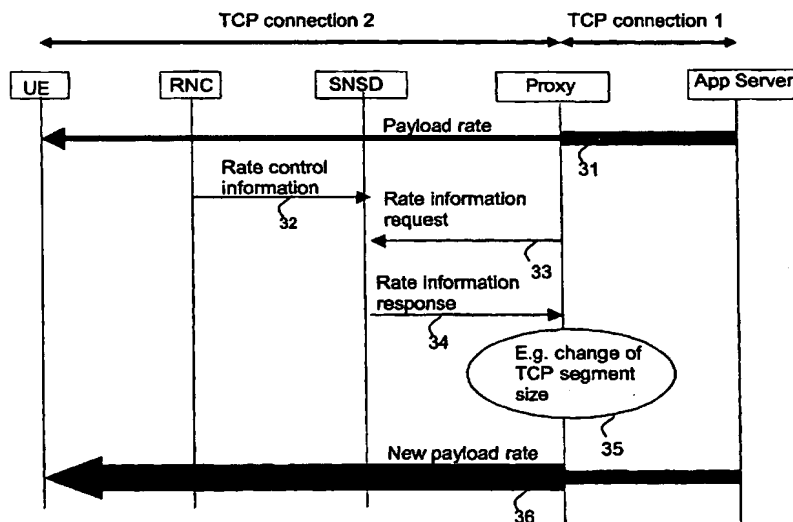 TCP connection 2 TCP connection 1
UE RNC SNSD Proxy App Server
Payload rate
31
Rate control
information
32
Rate information
request
33
Rate Information
response
34
E.g. change of
TCP segment
size
35
New payload rate
36